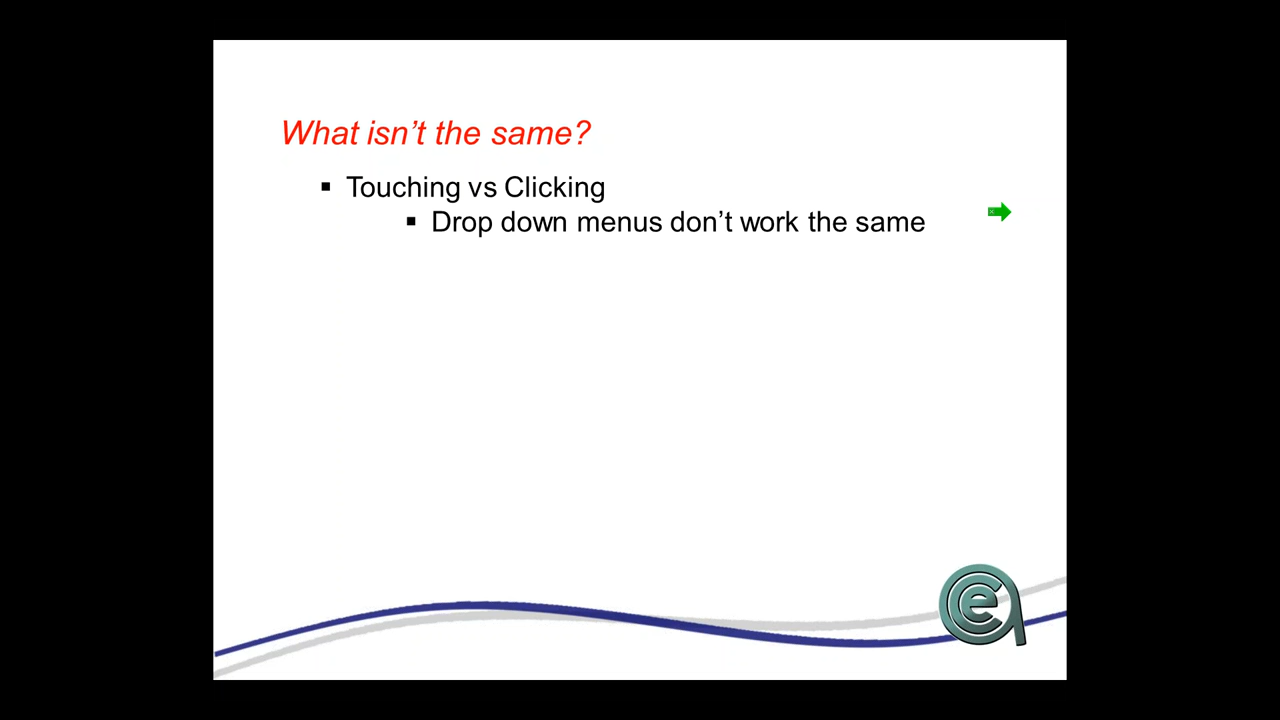 What isn’t the same?
▪ Touching vs Clicking
▪ Drop down menus don’t work the same
e